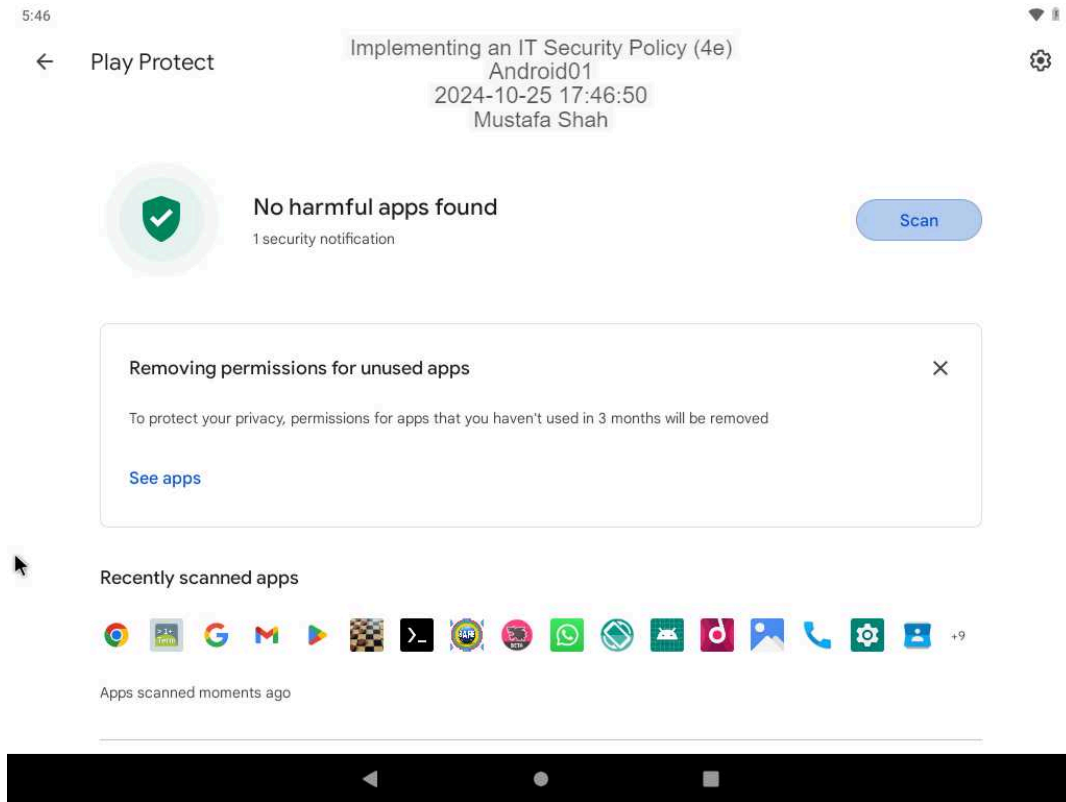 5:46
Play Protect
Implementing an IT Security Policy (4e)
Android01
2024-10-25 17:46:50
Mustafa Shah
No harmful apps found
1 security notification
Scan
Removing permissions for unused apps
To protect your privacy, permissions for apps that you haven't used in 3 months will be removed
See apps
Recently scanned apps
+9
Apps scanned moments ago